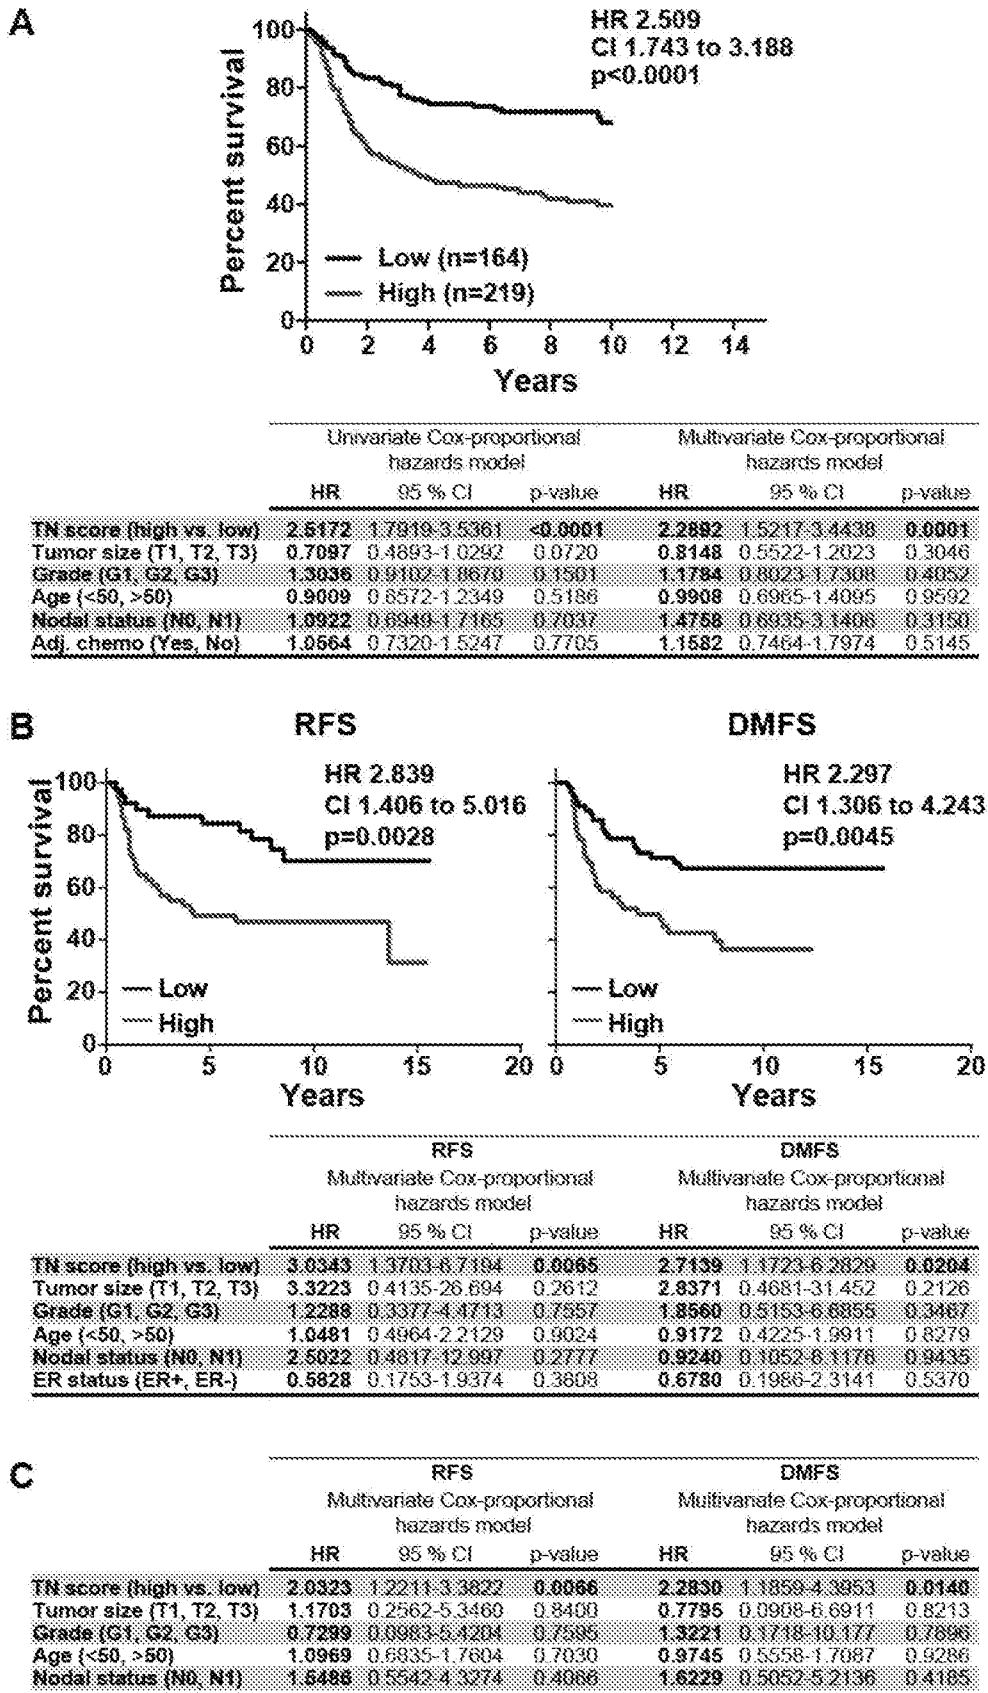 A
HR 2.509
CI 1.743 to 3.188
p<0.0001
Percent survival
100
80
60
40
20
0
Low (n=164)
High (n=219)
0 2 4 6 8 10 12 14
Years
Univariate Cox-proportional hazards model Multivariate Cox-proportional hazards model
HR 95 % CI p-value HR 95 % CI p-value
TN score (high vs. low) 2.5172 1.7919-3.5361 <0.0001 2.2892 1.5217-3.4438 0.0001
Tumor size (T1, T2, T3) 0.7097 0.4893-1.0292 0.0720 0.8148 0.5522-1.2023 0.3046
Grade (G1, G2, G3) 1.3036 0.9102-1.8670 0.1501 1.1784 0.8023-1.7308 0.4052
Age (<50, >50) 0.9009 0.6572-1.2349 0.5186 0.9908 0.6965-1.4095 0.9592
Nodal status (N0, N1) 1.0922 0.6949-1.7165 0.7037 1.4758 0.6935-3.1406 0.3150
Adj. chemo (Yes, No) 1.0564 0.7320-1.5247 0.7705 1.1582 0.7464-1.7974 0.5145
B
RFS DMFS
HR 2.839
CI 1.406 to 5.016
p=0.0028
HR 2.297
CI 1.306 to 4.243
p=0.0045
Percent survival
100
80
60
40
20
0
Low
High
Low
High
0 5 10 15 20
0 5 10 15 20
Years Years
RFS DMFS
Multivariate Cox-proportional hazards model Multivariate Cox-proportional hazards model
HR 95 % CI p-value HR 95 % CI p-value
TN score (high vs. low) 3.0343 1.3703-6.7194 0.0065 2.7139 1.1723-6.2829 0.0204
Tumor size (T1, T2, T3) 3.3223 0.4135-26.694 0.2612 2.8371 0.4681-31.452 0.2126
Grade (G1, G2, G3) 1.2288 0.3377-4.4713 0.7557 1.8560 0.5153-6.6855 0.3467
Age (<50, >50) 1.0481 0.4964-2.2129 0.9024 0.9172 0.4225-1.9911 0.8279
Nodal status (N0, N1) 2.5022 0.4817-12.997 0.2777 0.9240 0.9435
ER status (ER+, ER-) 0.5828 0.1753-1.9374 0.3808 0.6780 0.1986-2.3141 0.5370
C
RFS DMFS
Multivariate Cox-proportional hazards model Multivariate Cox-proportional hazards model
HR 95 % CI p-value HR 95 % CI p-value
TN score (high vs. low) 2.0323 1.2211-3.3822 0.0066 2.2830 1.1859-4.3953 0.0140
Tumor size (T1, T2, T3) 1.1703 0.2562-5.3460 0.8400 0.7795 0.0908-6.6911 0.8213
Grade (G1, G2, G3) 0.7299 0.0983-5.4204 0.7595 1.3221 0.1718-10.177 0.7896
Age (<50, >50) 1.0969 0.6835-1.7604 0.7030 0.9745 0.5558-1.7087 0.9286
Nodal status (N0, N1) 1.5486 0.5542-4.3274 0.4066 1.6229 0.5052-5.2136 0.4185